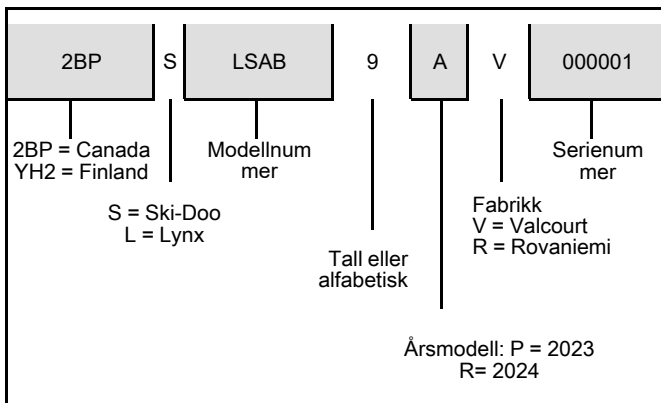 2BP S LSAB 9 A V 000001
2BP = Canada
YH2 = Finland
Modellnum
mer
Serienum
mer
S = Ski-Doo
L = Lynx
Fabrikk
V = Valcourt
R = Rovaniemi
Tall eller
alfabetisk
Årsmodell: P = 2023
R= 2024